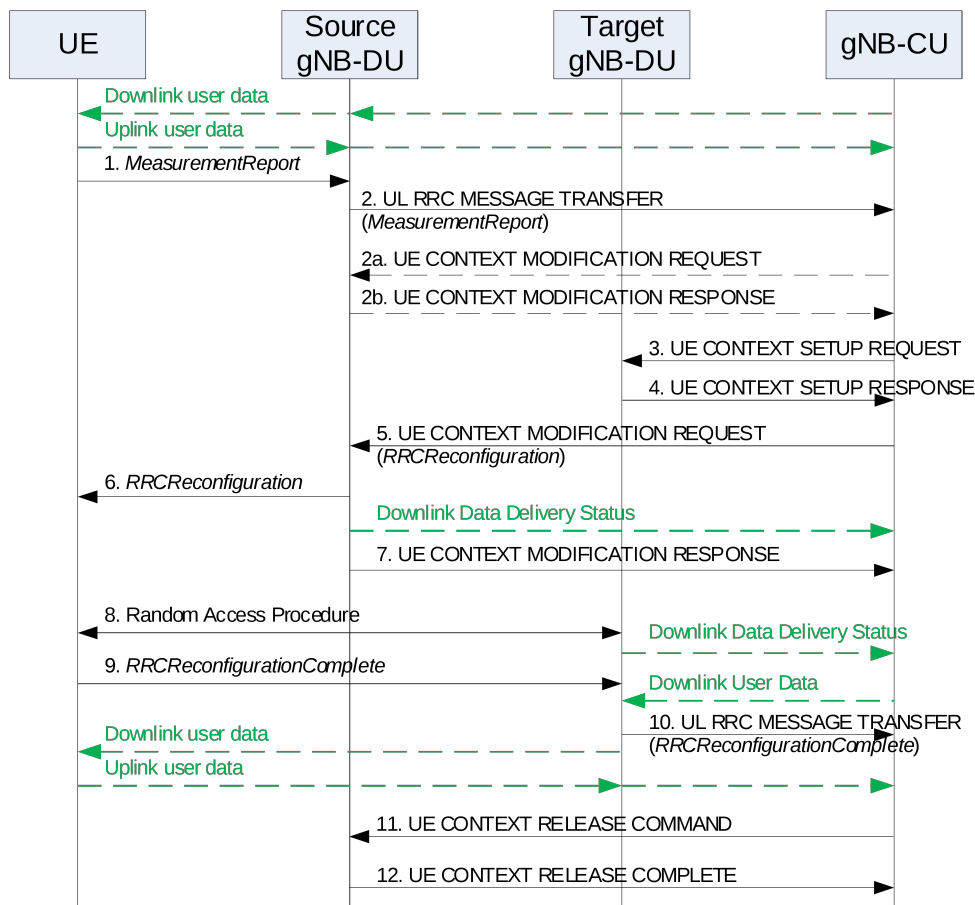 UE
Source
gNB-DU
Target
gNB-DU
gNB-CU
Downlink user data
Uplink user data
1. MeasurementReport
2. UL RRC MESSAGE TRANSFER
(MeasurementReport)
2a. UE CONTEXT MODIFICATION REQUEST
2b. UE CONTEXT MODIFICATION RESPONSE
3. UE CONTEXT SETUP REQUEST
4. UE CONTEXT SETUP RESPONSE
5. UE CONTEXT MODIFICATION REQUEST
(RRCReconfiguration)
6. RRCReconfiguration
Downlink Data Delivery Status
7. UE CONTEXT MODIFICATION RESPONSE
8. Random Access Procedure
Downlink Data Delivery Status
9. RRCReconfigurationComplete
Downlink User Data
10. UL RRC MESSAGE TRANSFER
(RRCReconfigurationComplete)
Downlink user data
Uplink user data
11. UE CONTEXT RELEASE COMMAND
12. UE CONTEXT RELEASE COMPLETE